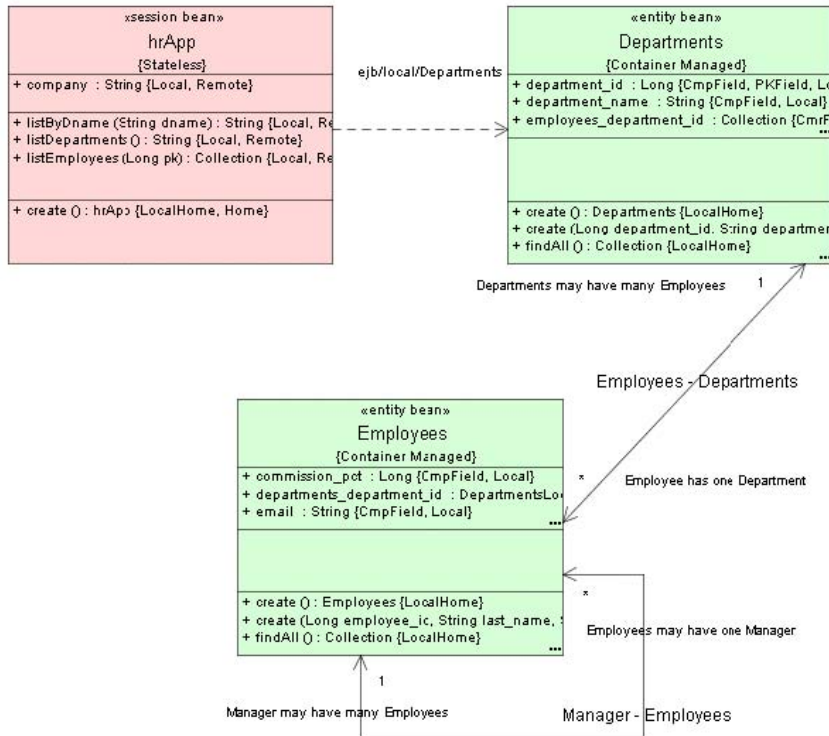 «session bean»
hrApp
{Stateless}
+ company : String {Local, Remote}
+ listByDname (String dname) : String {Local, Re
+ listDepartments () : String {Local, Remote}
+ listEmployees (Long pk) : Collection {Local, Re
+ create () : hrApp {LocalHome, Home}
ejb/local/Departments
«entity bean»
Departments
{Container Managed}
+ department_id : Long {CmpField, PKField, Lo
+ department_name : String {CmpField, Local}
+ employees_department_id : Collection {CmrF
...
+ create () : Departments {LocalHome}
+ create (Long department_id, String departmen
+ findAll () : Collection {LocalHome}
...
Departments may have many Employees
1
Employees - Departments
* Employee has one Department
«entity bean»
Employees
{Container Managed}
+ commission_pct : Long {CmpField, Local}
+ departments_department_id : DepartmentsLoc
+ email : String {CmpField, Local}
...
+ create () : Employees {LocalHome}
+ create (Long employee_id, String last_name, S
+ findAll () : Collection {LocalHome}
...
*
Employees may have one Manager
1
Manager may have many Employees
Manager - Employees